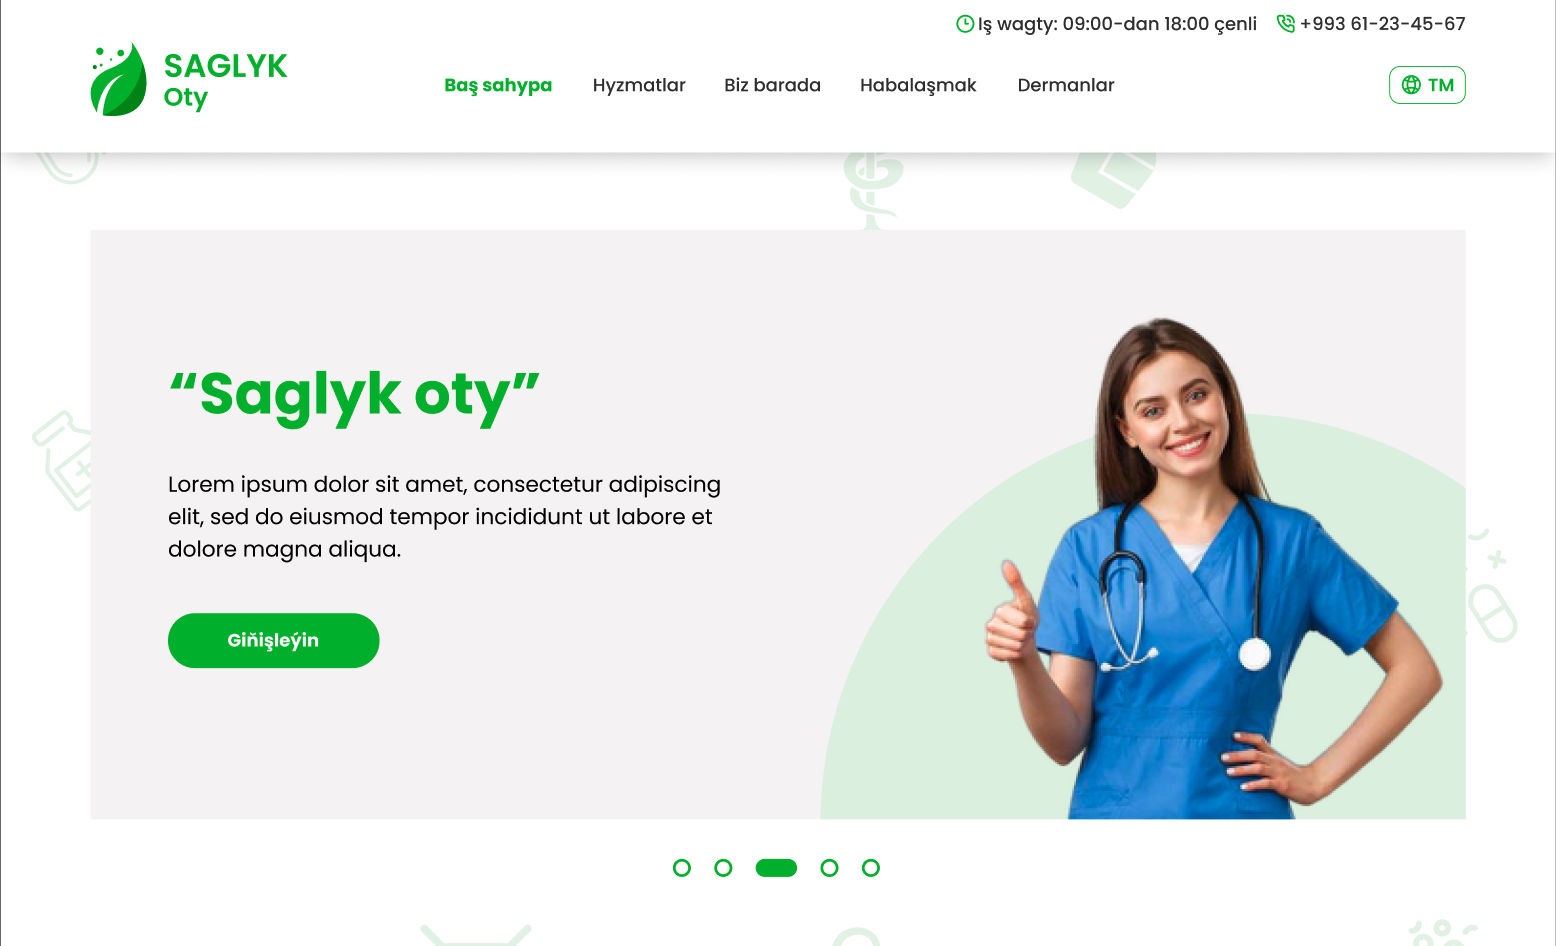 Iş wagty: 09:00-dan 18:00 çenli +993 61-23-45-67
SAGLYK
Oty
Baş sahypa Hyzmatlar Biz barada Habalaşmak Dermanlar TM
“Saglyk oty”
Lorem ipsum dolor sit amet, consectetur adipiscing
elit, sed do eiusmod tempor incididunt ut labore et
dolore magna aliqua.
Giňişleýin